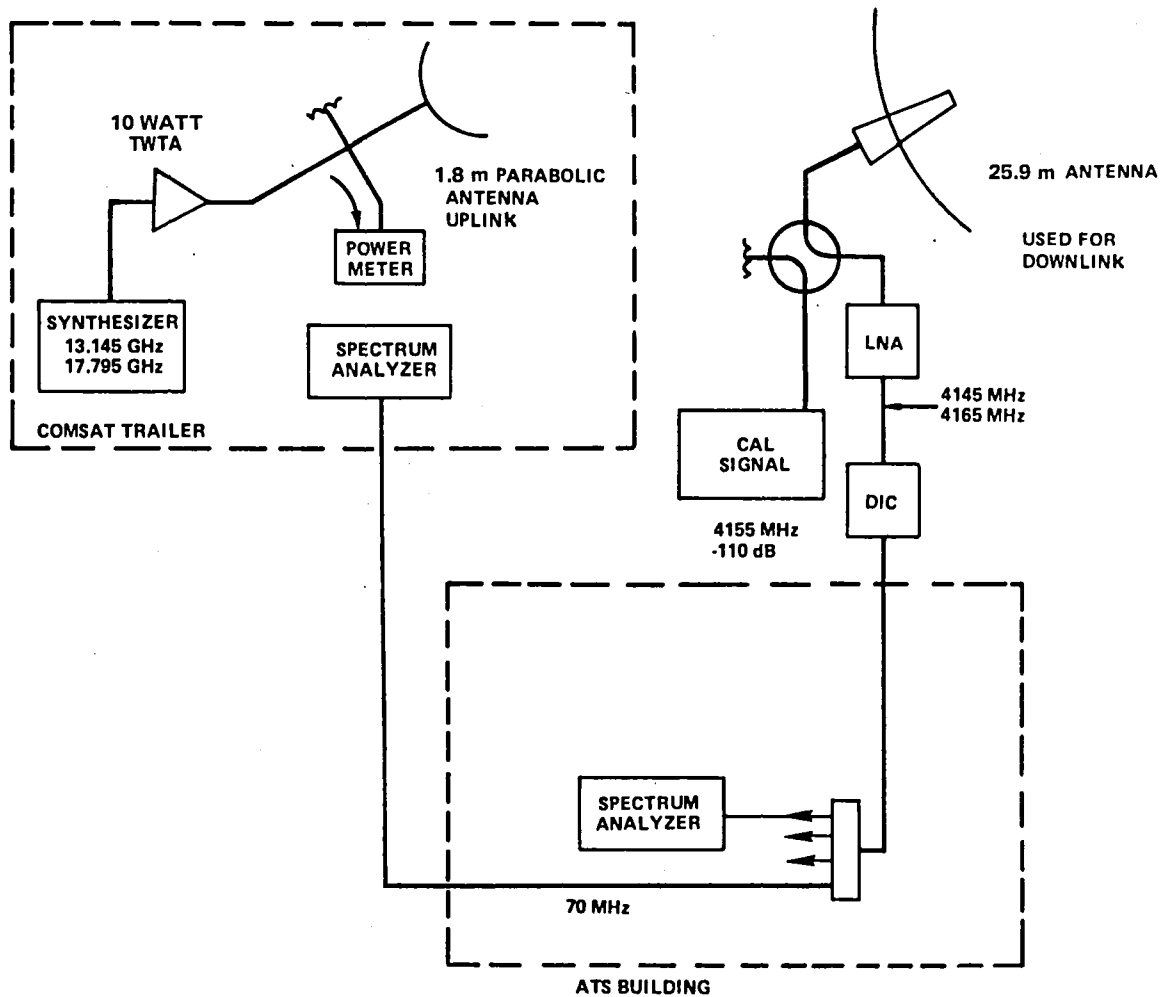 10 WATT
TWTA
1.8 m PARABOLIC
ANTENNA
UPLINK
POWER
METER
SYNTHESIZER
13.145 GHz
17.795 GHz
SPECTRUM
ANALYZER
COMSAT TRAILER
25.9 m ANTENNA
USED FOR
DOWNLINK
LNA
4145 MHz
4165 MHz
CAL
SIGNAL
4155 MHz
-110 dB
DIC
SPECTRUM
ANALYZER
70 MHz
ATS BUILDING